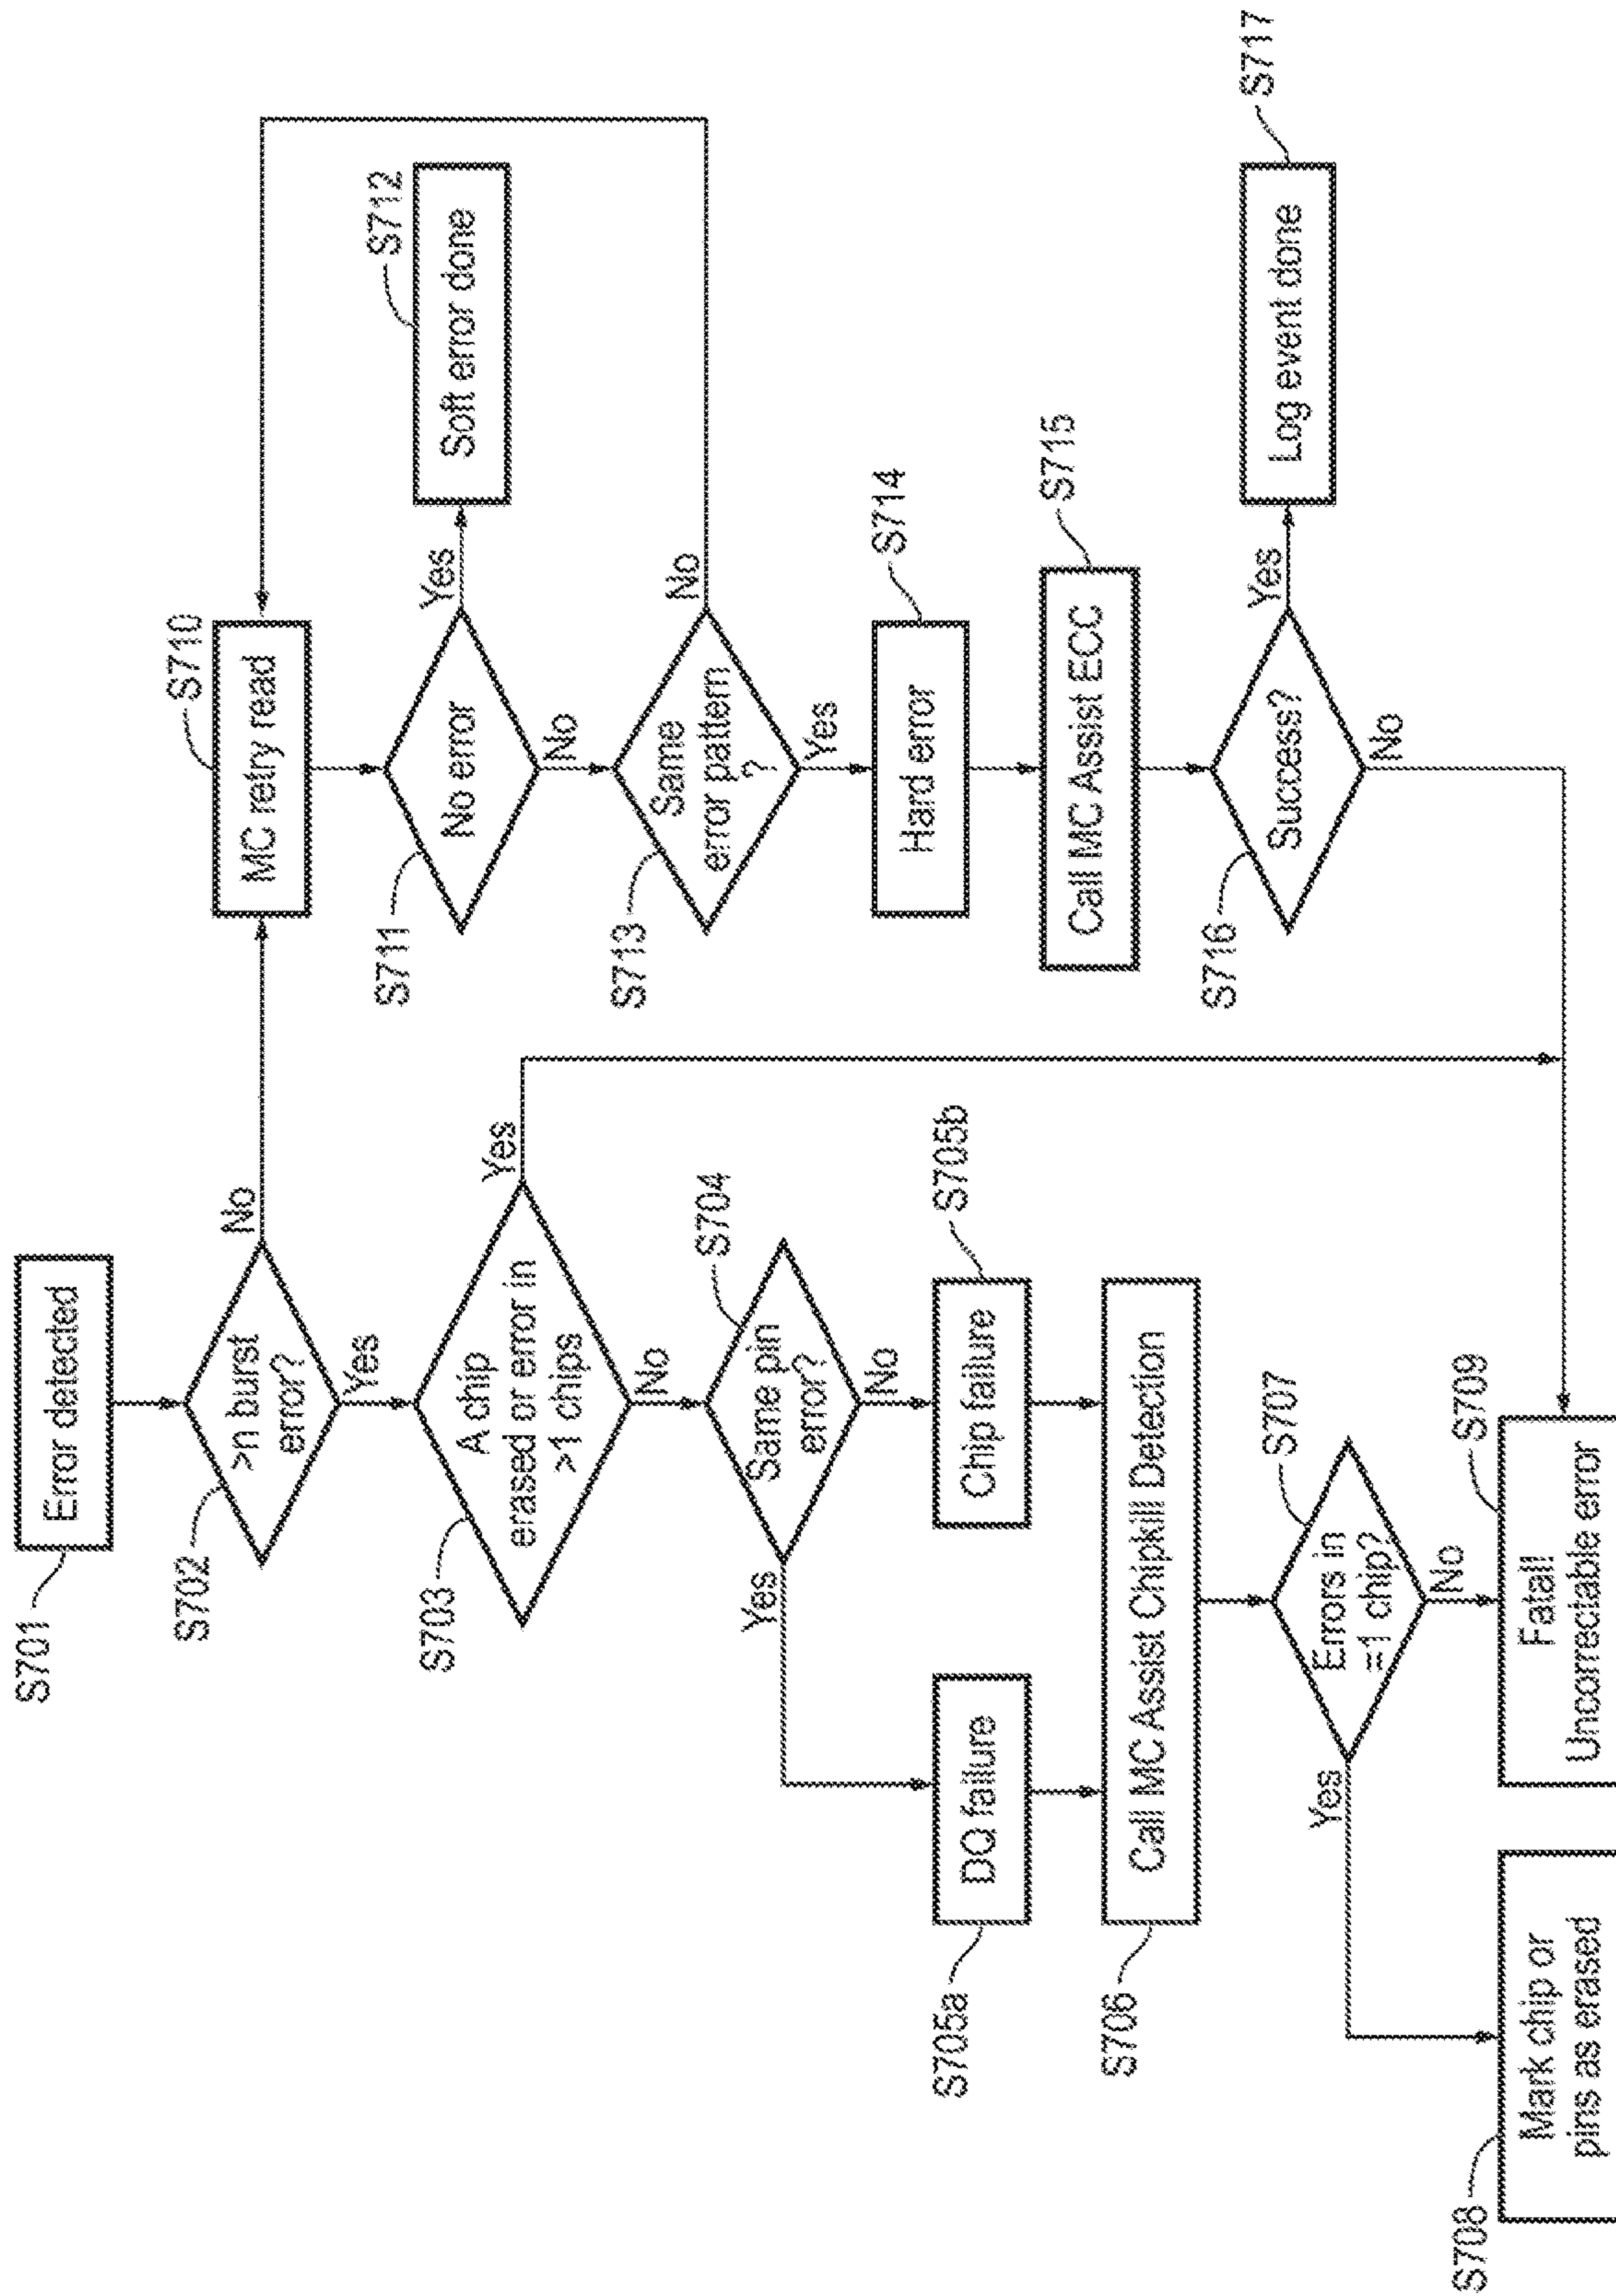 S701
Error detected
S702
>n burst
error?
No
Yes
S703
A chip
erased or error in
>1 chips
Yes
No
S704
Same pin
error?
Yes
No
S705a
DQ failure
S705b
Chip failure
S706
Call MC Assist Chipkill Detection
S707
Errors in
=1 chip?
Yes
No
S708
Mark chip or
pins as erased
S709
Fatal!
Uncorrectable error
S710
MC retry read
S711
No error
Yes
No
S712
Soft error done
S713
Same
error pattern
?
No
Yes
S714
Hard error
S715
Call MC Assist ECC
S716
Success?
Yes
No
S717
Log event done